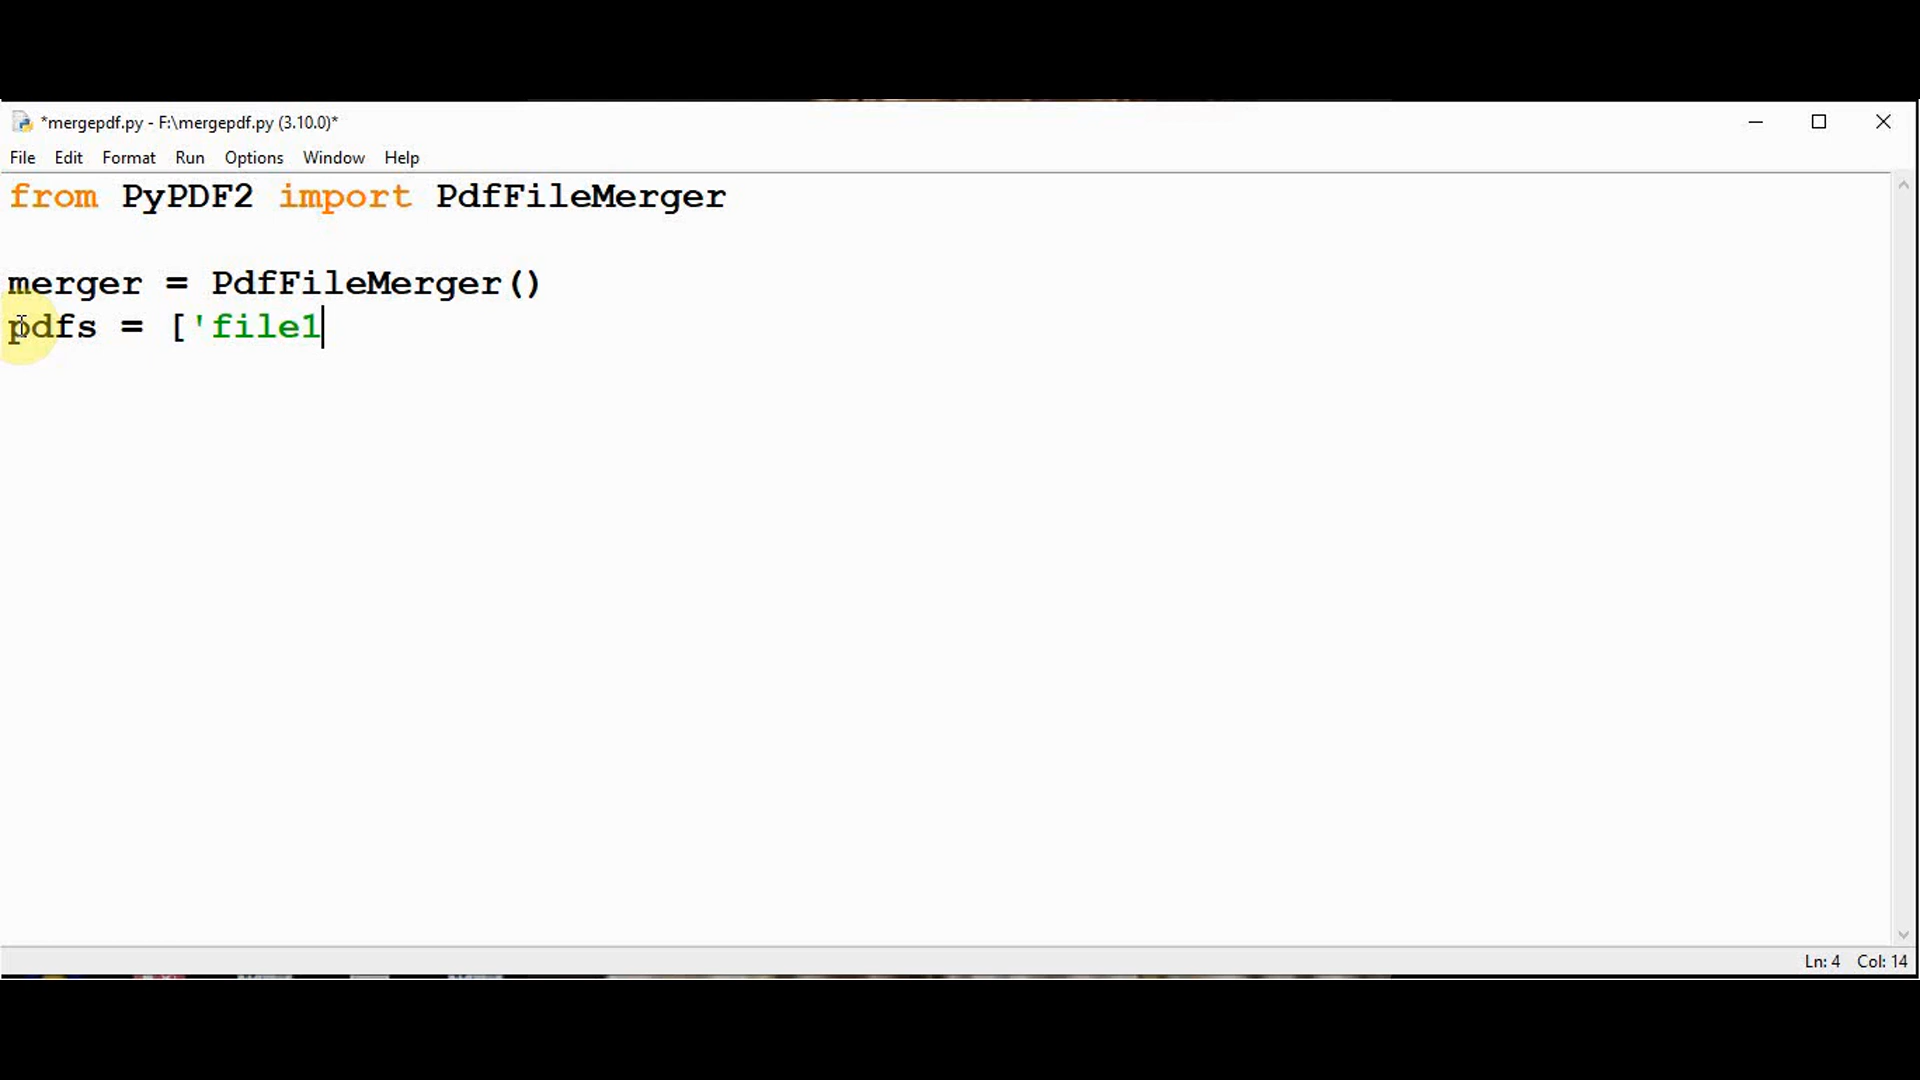 *mergepdf.py - F:\mergepdf.py (3.10.0)*
File Edit Format Run Options Window Help
from PyPDF2 import PdfFileMerger
merger = PdfFileMerger()
pdfs = ['file1
Ln: 4 Col: 14